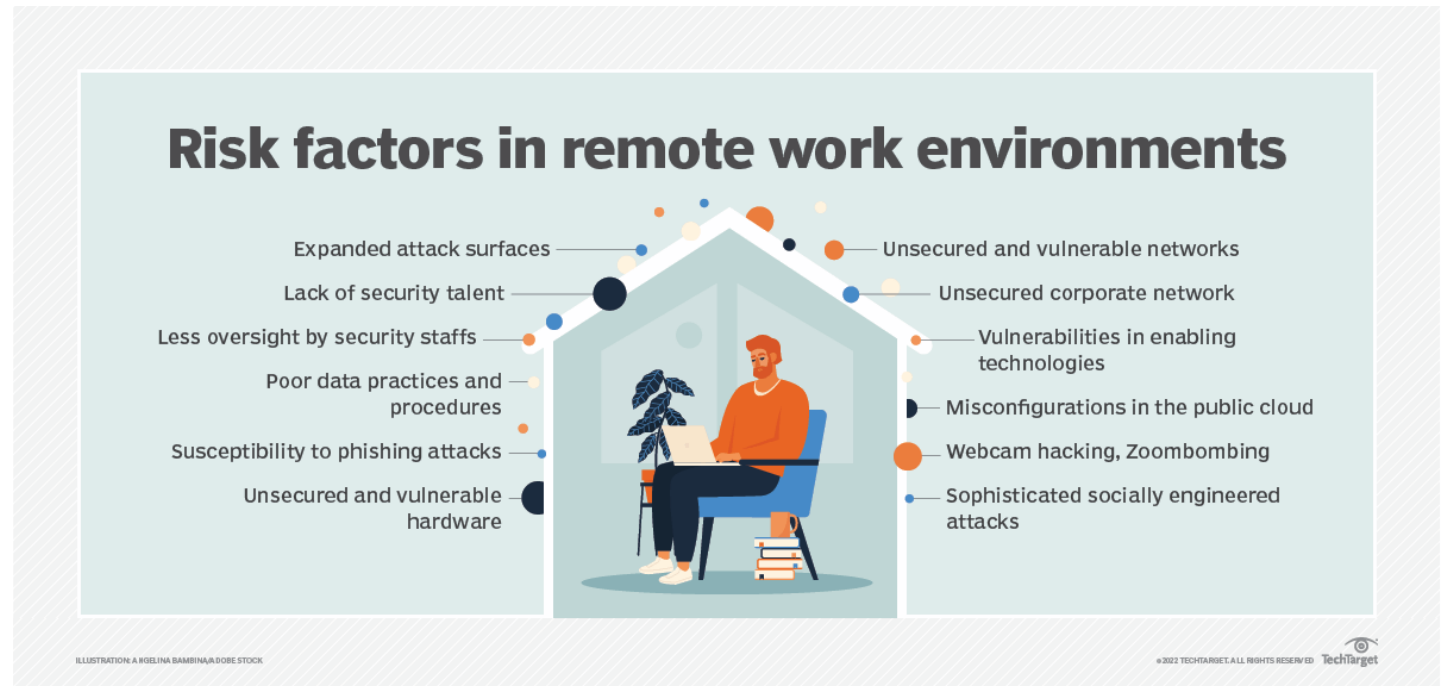 Risk factors in remote work environments
Expanded attack surfaces
Lack of security talent
Less oversight by security staffs
Poor data practices and
procedures
Susceptibility to phishing attacks
Unsecured and vulnerable
hardware
Unsecured and vulnerable networks
Unsecured corporate network
Vulnerabilities in enabling
technologies
Misconfigurations in the public cloud
Webcam hacking, Zoombombing
Sophisticated socially engineered
attacks
ILLUSTRATION: ANGELINA BAMBINA/ADOBE STOCK
©2022 TECHTARGET. ALL RIGHTS RESERVED TechTarget